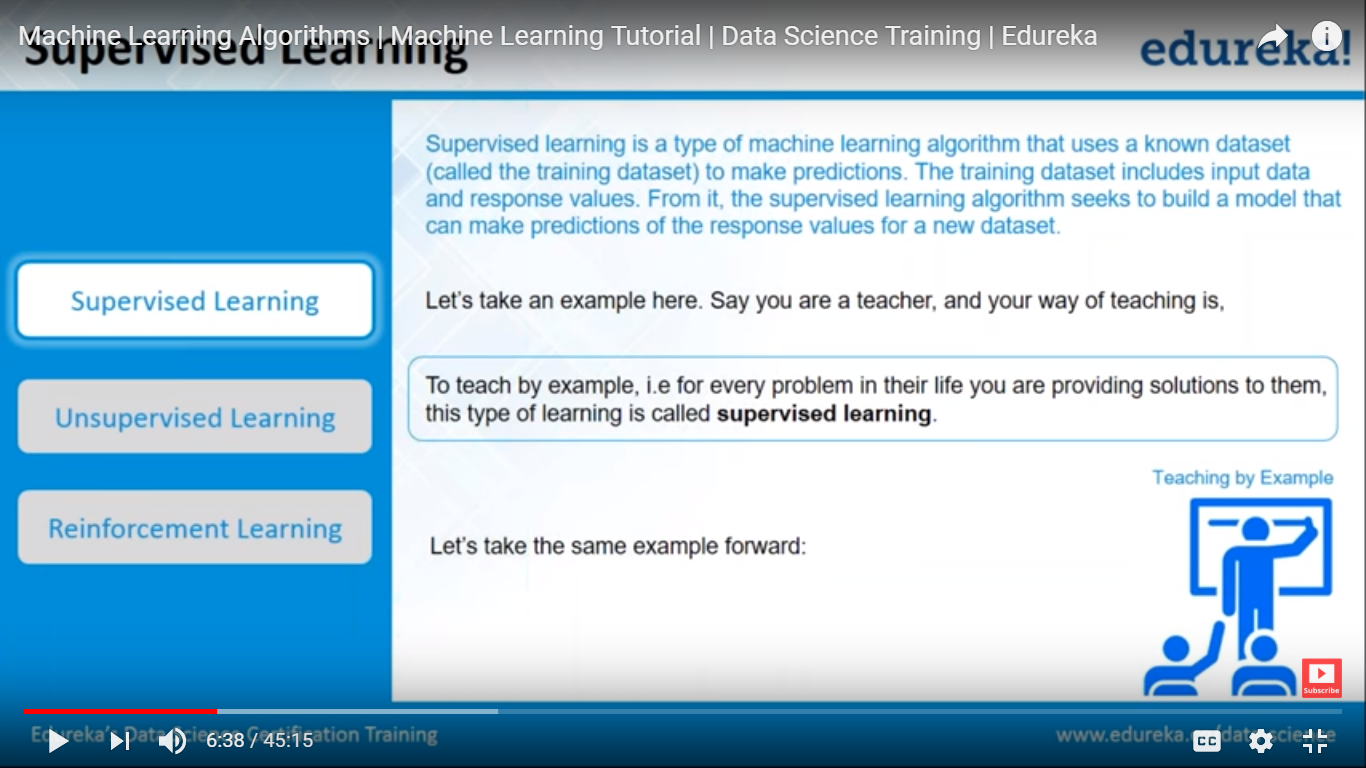 Machine Learning Algorithms | Machine Learning Tutorial | Data Science Training | Edureka
Supervised Learning
edureka!
Supervised learning is a type of machine learning algorithm that uses a known dataset
(called the training dataset) to make predictions. The training dataset includes input data
and response values. From it, the supervised learning algorithm seeks to build a model that
can make predictions of the response values for a new dataset.
Supervised Learning
Let's take an example here. Say you are a teacher, and your way of teaching is,
Unsupervised Learning
To teach by example, i.e for every problem in their life you are providing solutions to them,
this type of learning is called supervised learning.
Reinforcement Learning
Teaching by Example
Let's take the same example forward:
Subscribe
Edureka's Data Science Certification Training
www.edureka.
6:38 / 45:15
CC